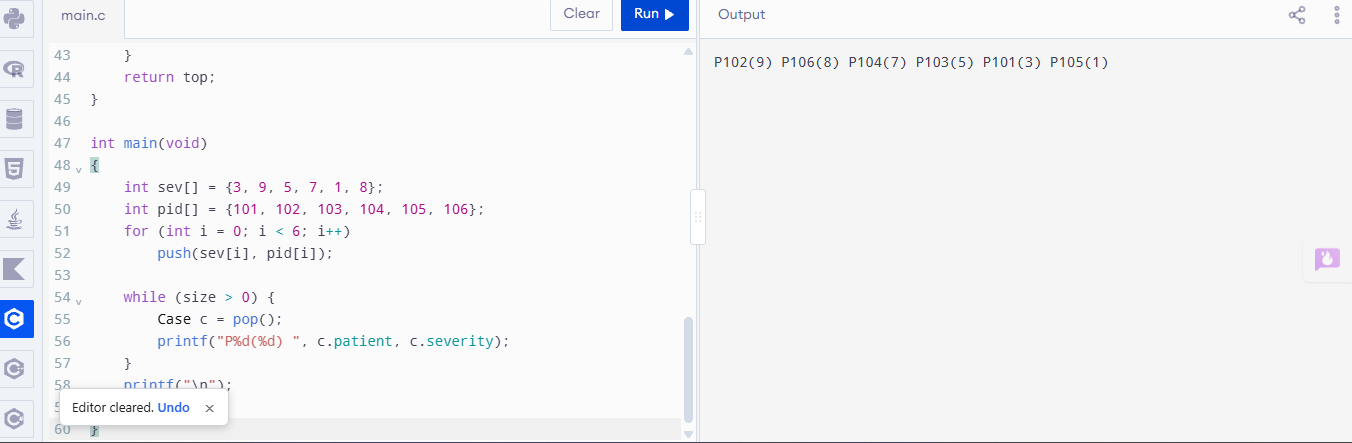 main.c
Clear
Run
Output
43 }
44 return top;
45 }
46
47 int main(void)
48 {
49 int sev[] = {3, 9, 5, 7, 1, 8};
50 int pid[] = {101, 102, 103, 104, 105, 106};
51 for (int i = 0; i < 6; i++)
52 push(sev[i], pid[i]);
53
54 while (size > 0) {
55 Case c = pop();
56 printf("P%d(%d) ", c.patient, c.severity);
57 }
58 printf("\n");
60 }
Editor cleared. Undo ×
P102(9) P106(8) P104(7) P103(5) P101(3) P105(1)